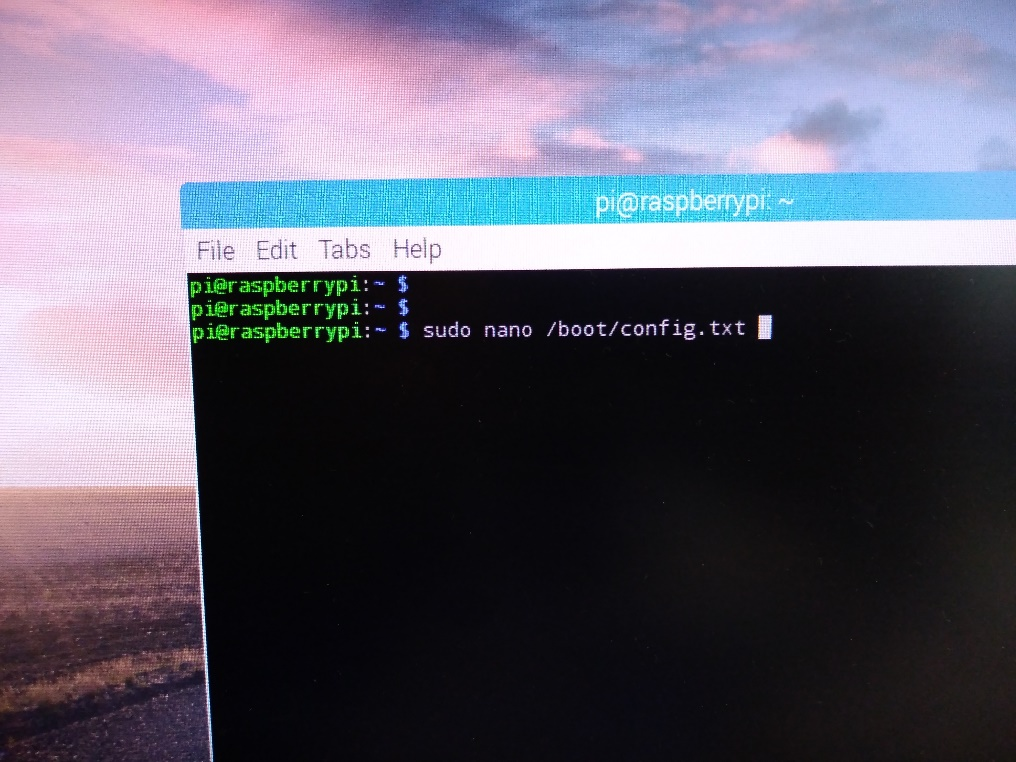 pi@raspberrypi: ~
File Edit Tabs Help
pi@raspberrypi:~ $
pi@raspberrypi:~ $
pi@raspberrypi:~ $ sudo nano /boot/config.txt